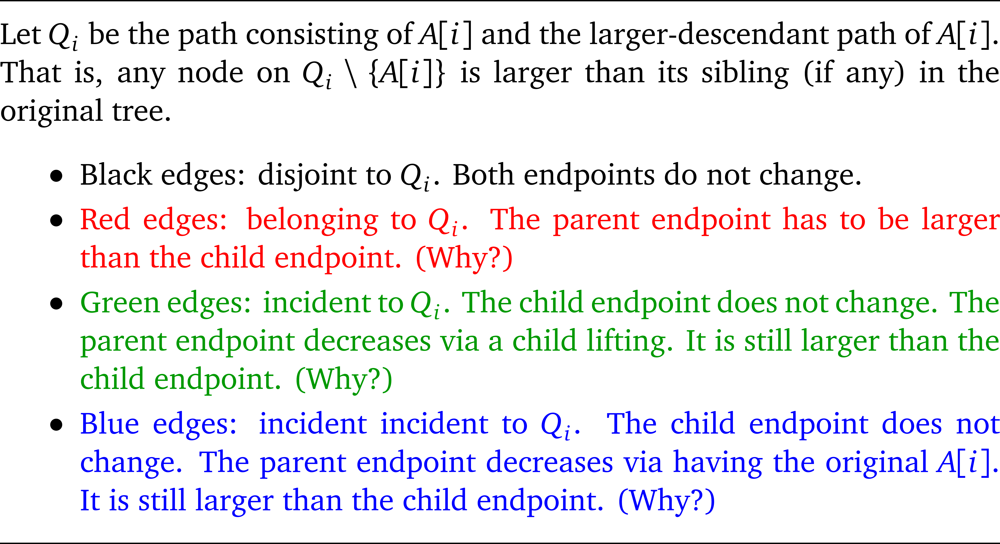 Let Q_i be the path consisting of A[i] and the larger-descendant path of A[i].
That is, any node on Q_i \ {A[i]} is larger than its sibling (if any) in the
original tree.
• Black edges: disjoint to Q_i. Both endpoints do not change.
• Red edges: belonging to Q_i. The parent endpoint has to be larger
than the child endpoint. (Why?)
• Green edges: incident to Q_i. The child endpoint does not change. The
parent endpoint decreases via a child lifting. It is still larger than the
child endpoint. (Why?)
• Blue edges: incident incident to Q_i. The child endpoint does not
change. The parent endpoint decreases via having the original A[i].
It is still larger than the child endpoint. (Why?)